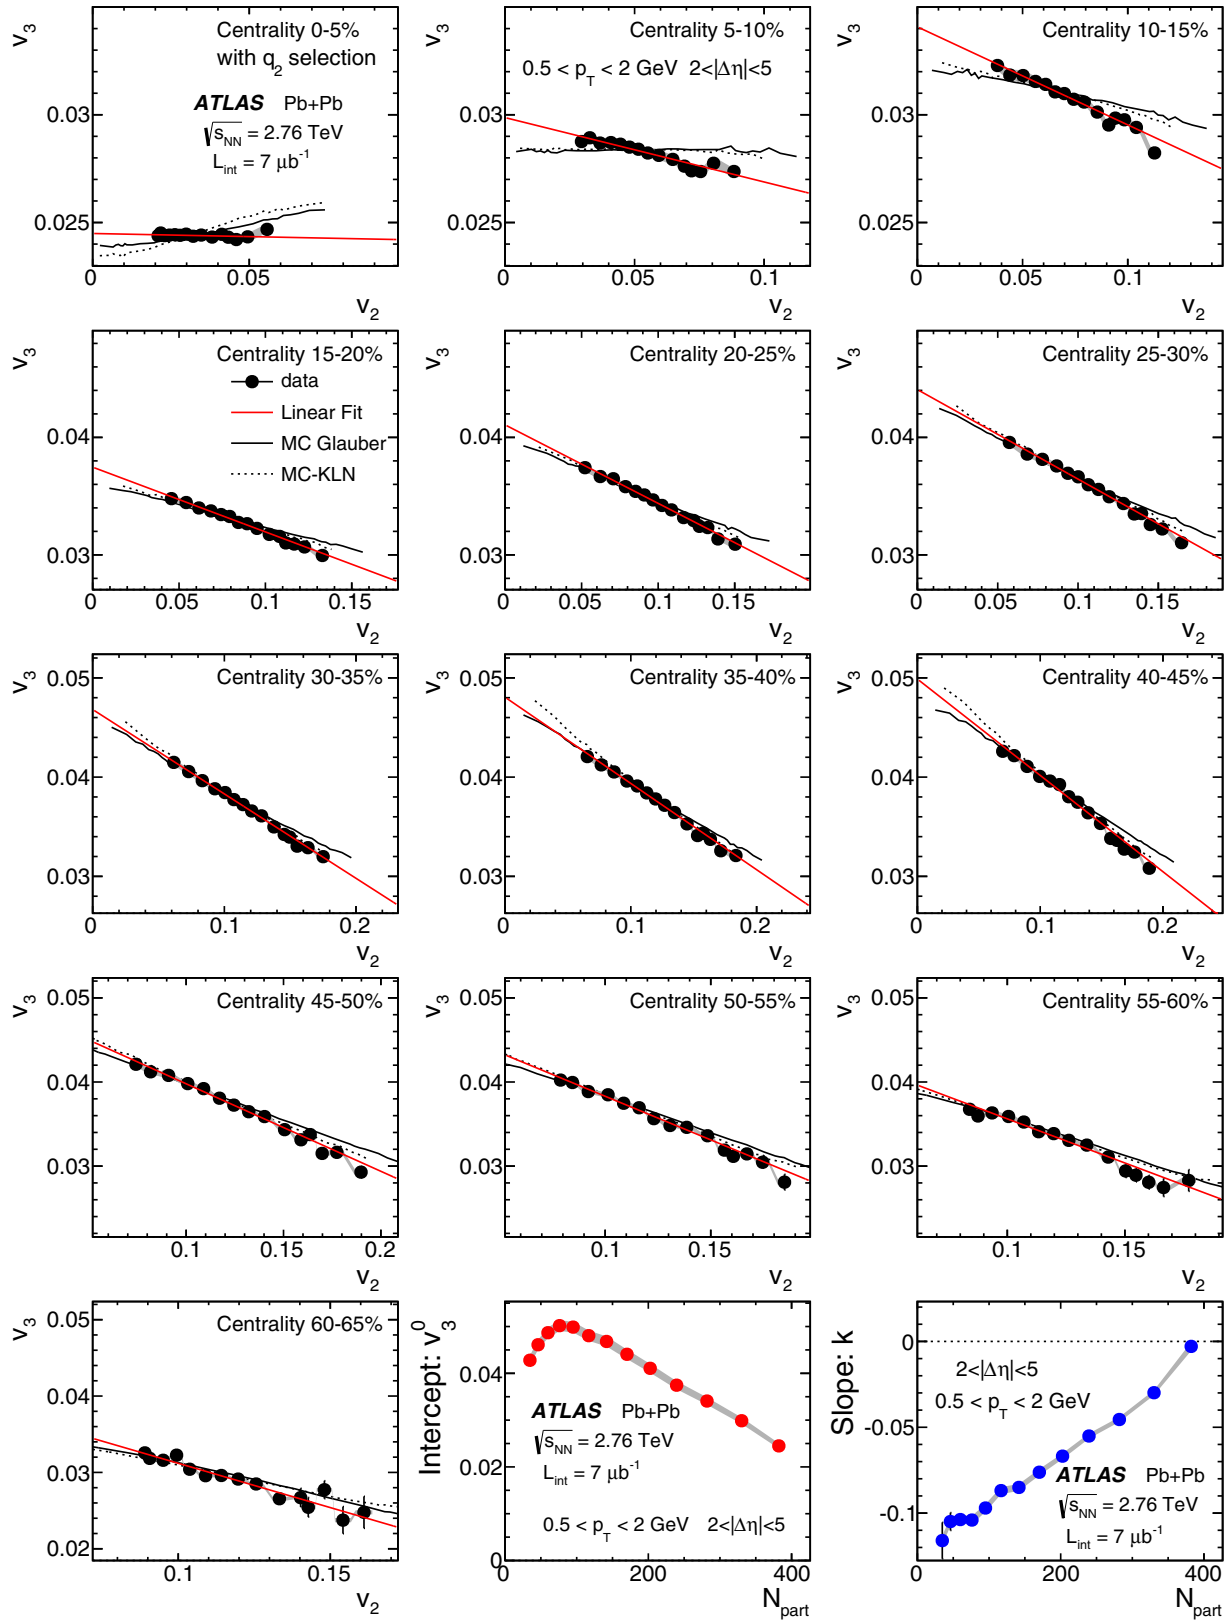 v3
Centrality 0-5%
with q2 selection
ATLAS Pb+Pb
√sNN = 2.76 TeV
Lint = 7 μb-1
0.03
0.025
0
0.05
v2
v3
Centrality 5-10%
0.5 < pT < 2 GeV 2<|Δη|<5
0.03
0.025
0
0.05
0.1
v2
v3
Centrality 10-15%
0.03
0.025
0
0.05
0.1
v2
v3
Centrality 15-20%
data
Linear Fit
MC Glauber
MC-KLN
0.04
0.03
0
0.05
0.1
0.15
v2
v3
Centrality 20-25%
0.04
0.03
0
0.05
0.1
0.15
v2
v3
Centrality 25-30%
0.04
0.03
0
0.05
0.1
0.15
v2
v3
Centrality 30-35%
0.05
0.04
0.03
0
0.1
0.2
v2
v3
Centrality 35-40%
0.05
0.04
0.03
0
0.1
0.2
v2
v3
Centrality 40-45%
0.05
0.04
0.03
0
0.1
0.2
v2
v3
Centrality 45-50%
0.05
0.04
0.03
0.1
0.15
0.2
v2
v3
Centrality 50-55%
0.05
0.04
0.03
0.1
0.15
v2
v3
Centrality 55-60%
0.05
0.04
0.03
0.1
0.15
v2
v3
Centrality 60-65%
0.05
0.04
0.03
0.02
0.1
0.15
v2
Intercept: v3^0
0.04
0.02
0
ATLAS Pb+Pb
√sNN = 2.76 TeV
Lint = 7 μb-1
0.5 < pT < 2 GeV 2<|Δη|<5
0
200
400
Npart
Slope: k
0
-0.05
-0.1
2<|Δη|<5
0.5 < pT < 2 GeV
ATLAS Pb+Pb
√sNN = 2.76 TeV
Lint = 7 μb-1
0
200
400
Npart